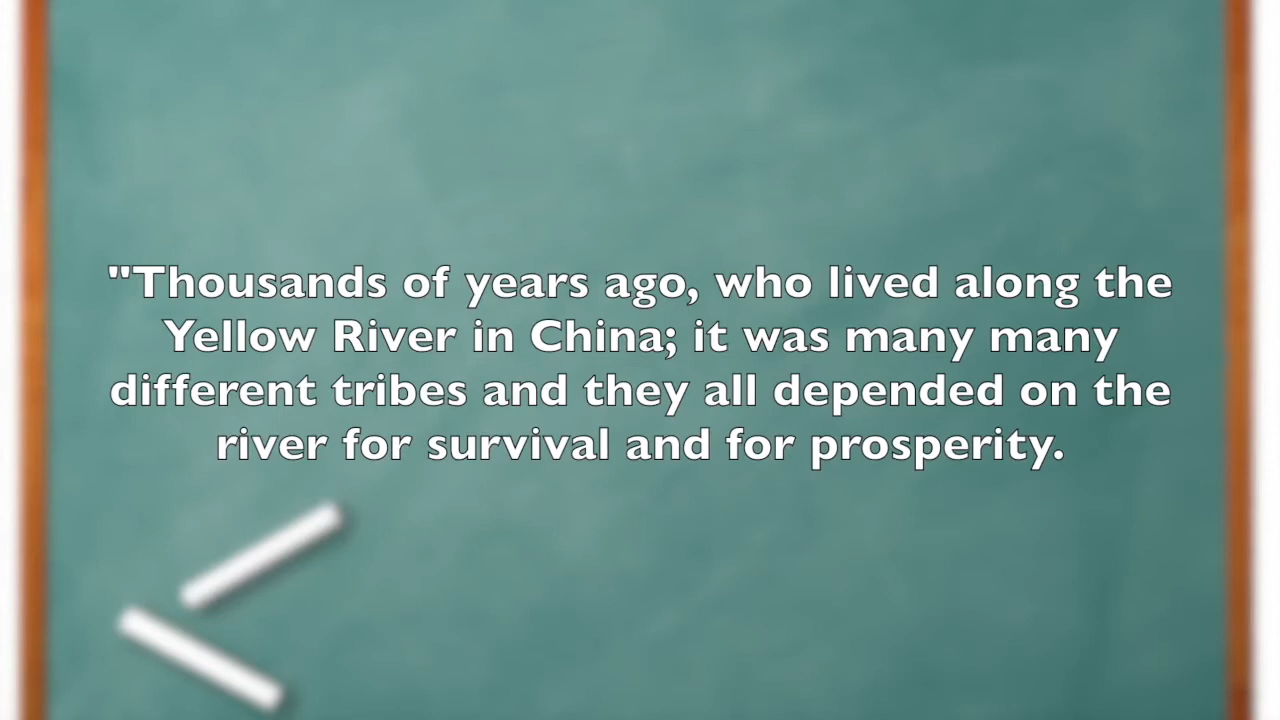 "Thousands of years ago, who lived along the
Yellow River in China; it was many many
different tribes and they all depended on the
river for survival and for prosperity.